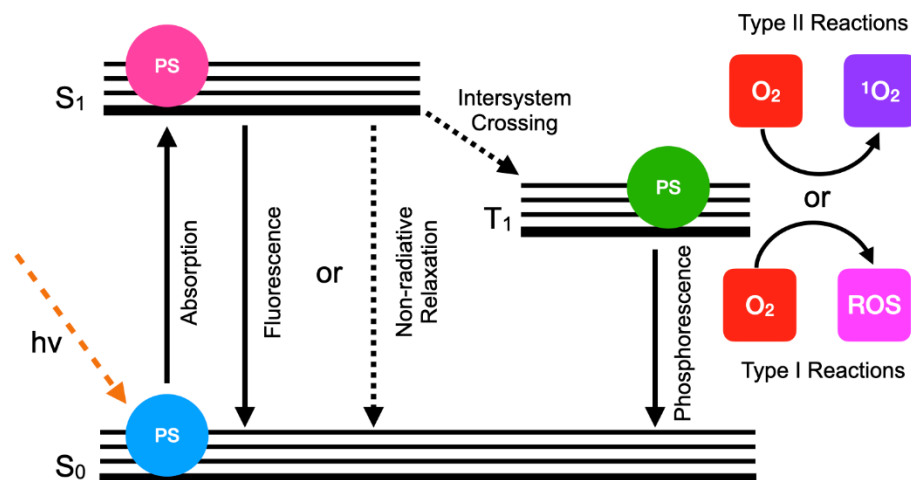 Type II Reactions
PS
S₁
O₂
¹O₂
Intersystem
Crossing
PS
T₁
or
Absorption
Fluorescence
or
Non-radiative
Relaxation
Phosphorescence
hν
O₂
ROS
Type I Reactions
PS
S₀